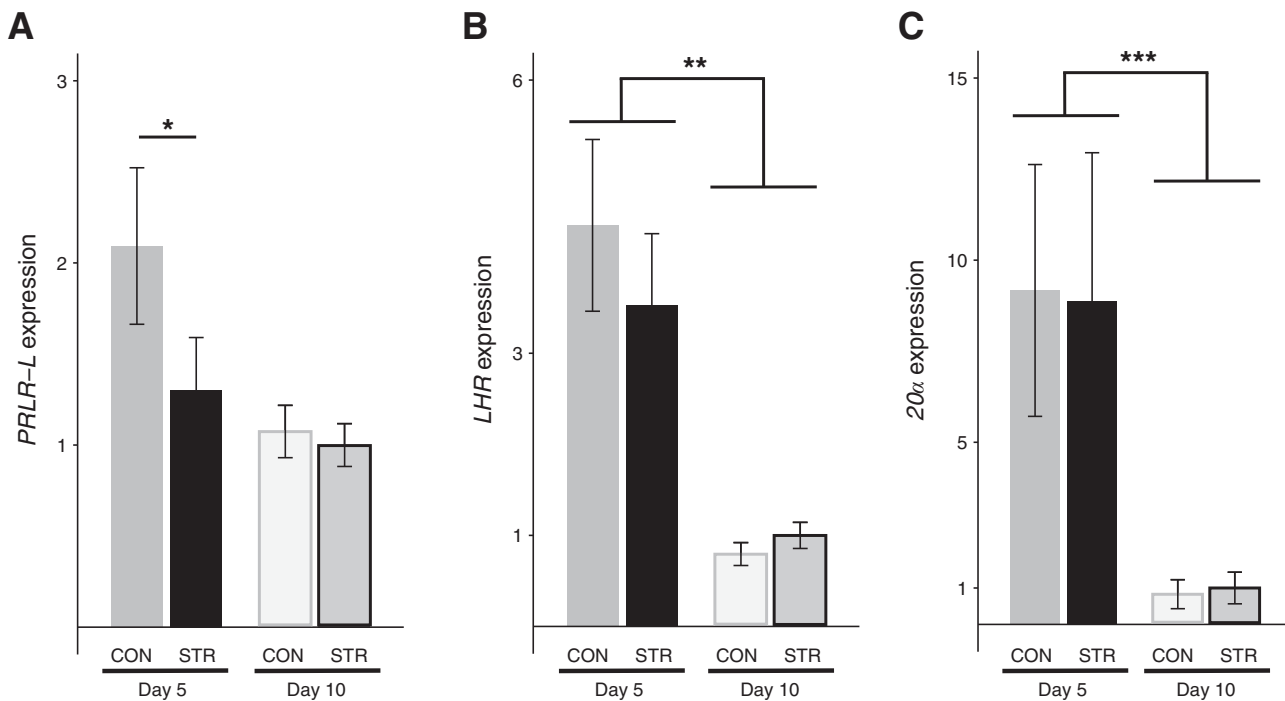 A
PRLR–L expression
3
2
1
*
CON STR CON STR
Day 5 Day 10
B
LHR expression
6
3
1
**
CON STR CON STR
Day 5 Day 10
C
20α expression
15
10
5
1
***
CON STR CON STR
Day 5 Day 10